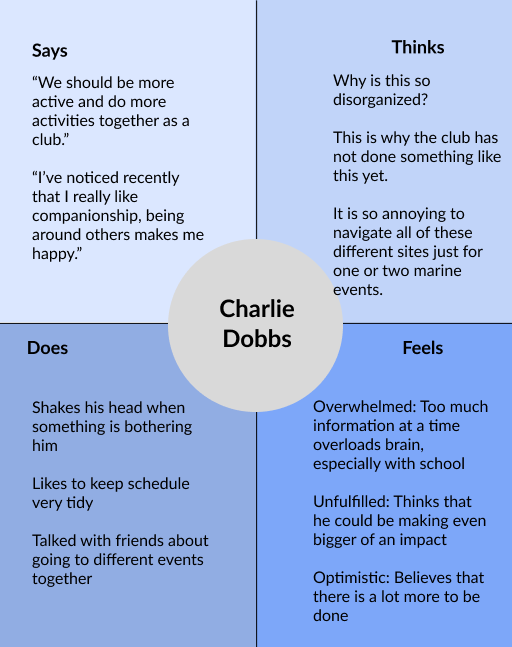 Says
“We should be more
active and do more
activities together as a
club.”
“I’ve noticed recently
that I really like
companionship, being
around others makes me
happy.”
Thinks
Why is this so
disorganized?
This is why the club has
not done something like
this yet.
It is so annoying to
navigate all of these
different sites just for
one or two marine
events.
Charlie
Dobbs
Does
Shakes his head when
something is bothering
him
Likes to keep schedule
very tidy
Talked with friends about
going to different events
together
Feels
Overwhelmed: Too much
information at a time
overloads brain,
especially with school
Unfulfilled: Thinks that
he could be making even
bigger of an impact
Optimistic: Believes that
there is a lot more to be
done